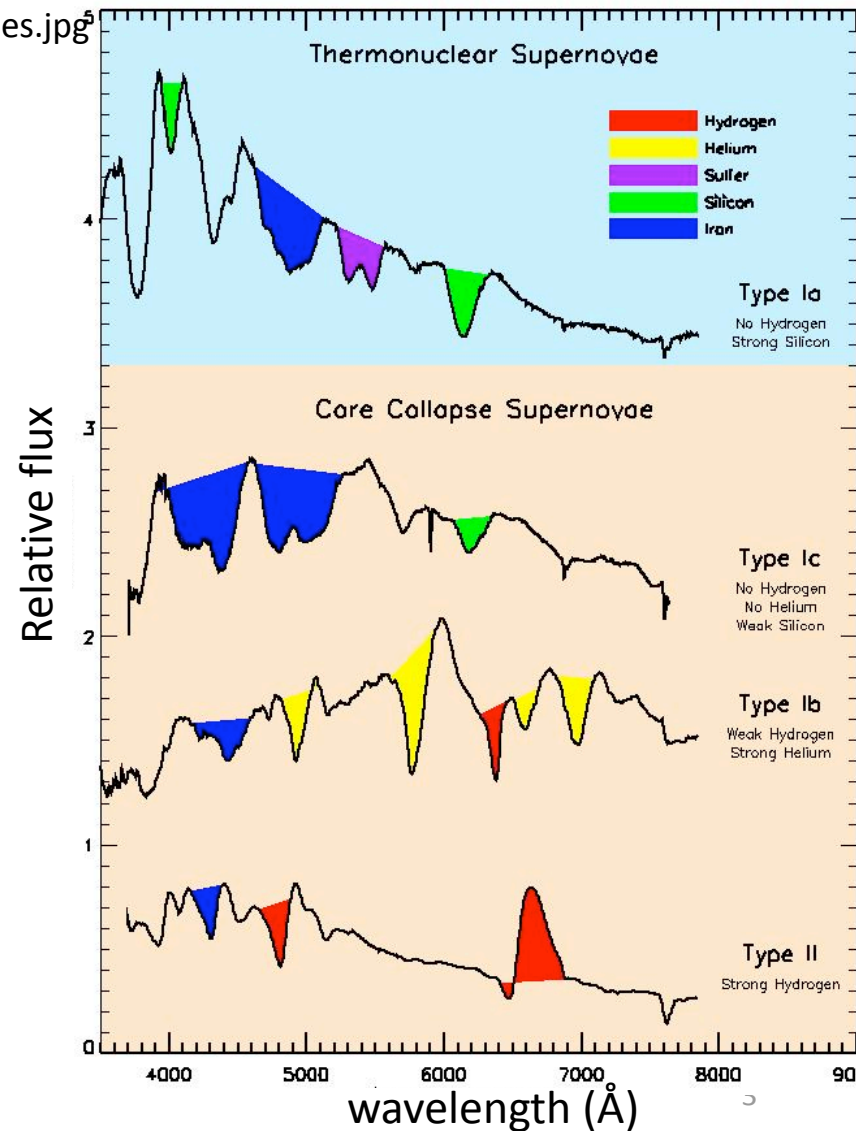 es.jpg
5
Thermonuclear Supernovae
Hydrogen
Helium
Sulfer
Silicon
Iron
4
Type Ia
No Hydrogen
Strong Silicon
Relative flux
Core Collapse Supernovae
3
Type Ic
No Hydrogen
No Helium
Weak Silicon
2
Type Ib
Weak Hydrogen
Strong Helium
1
Type II
Strong Hydrogen
0
4000 5000 6000 7000 8000 90
wavelength (Å)